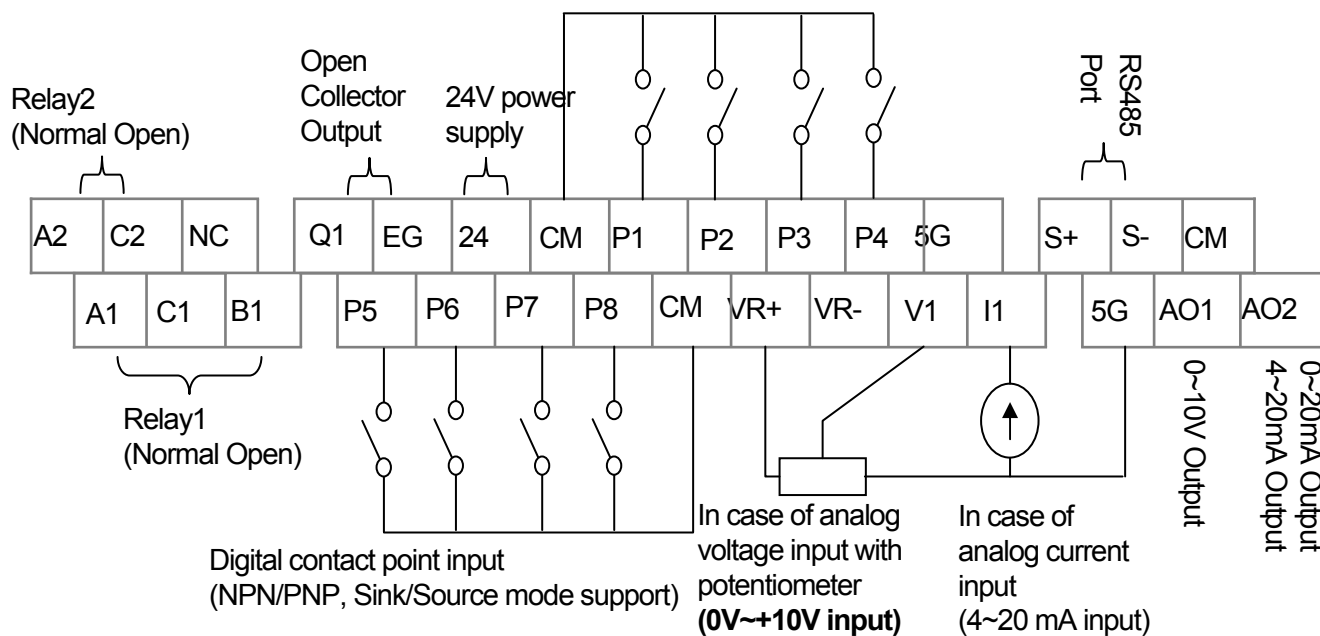 Relay2
(Normal Open)
Open
Collector
Output
24V power
supply
RS485
Port
A2 C2 NC Q1 EG 24 CM P1 P2 P3 P4 5G S+ S- CM
A1 C1 B1 P5 P6 P7 P8 CM VR+ VR- V1 I1 5G AO1 AO2
Relay1
(Normal Open)
Digital contact point input
(NPN/PNP, Sink/Source mode support)
In case of analog
voltage input with
potentiometer
(0V~+10V input)
In case of
analog current
input
(4~20 mA input)
0~10V Output
0~20mA Output
4~20mA Output